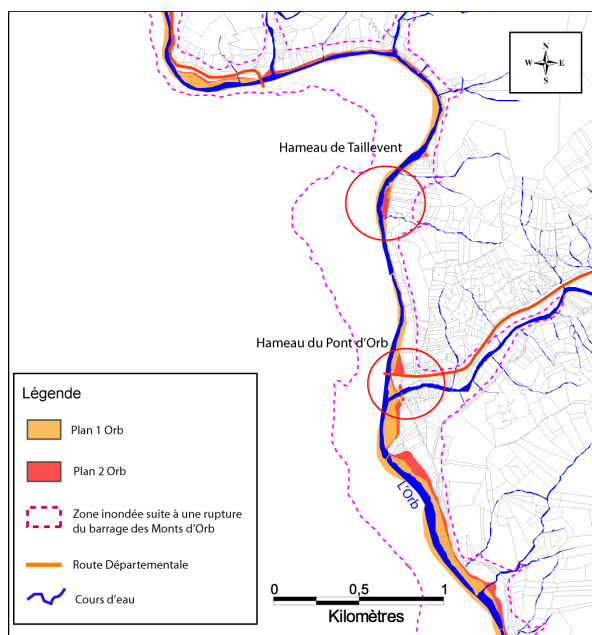 N
W E
S
Hameau de Taillevent
Hameau du Pont d'Orb
L'Orb
Légende
Plan 1 Orb
Plan 2 Orb
Zone inondée suite à une rupture
du barrage des Monts d'Orb
Route Départementale
Cours d'eau
0 0,5 1
Kilomètres